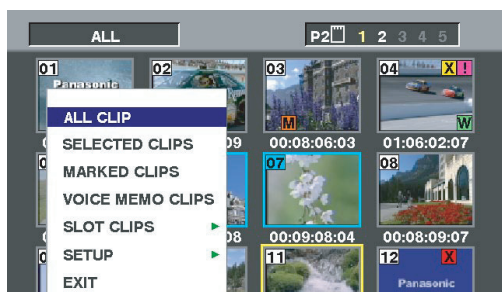 ALL
P2 1 2 3 4 5
01 02 03 04 X !
Panasonic
M
W
09 00:08:06:03 01:06:02:07
ALL CLIP
SELECTED CLIPS
MARKED CLIPS
VOICE MEMO CLIPS
SLOT CLIPS
SETUP
EXIT
07 08
08 00:09:08:04 00:08:09:07
11 12 X
Panasonic